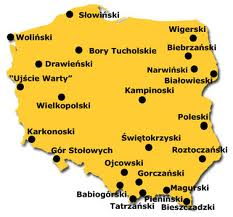 Słowiński
Woliński
Wigierski
Bory Tucholskie
Biebrzański
Drawieński
Narwiński
"Ujście Warty"
Białowieski
Wielkopolski
Kampinoski
Poleski
Karkonoski
Świętokrzyski
Gór Stołowych
Roztoczański
Ojcowski
Gorczański
Babiogórski
Magurski
Pieniński
Tatrzański
Bieszczadzki